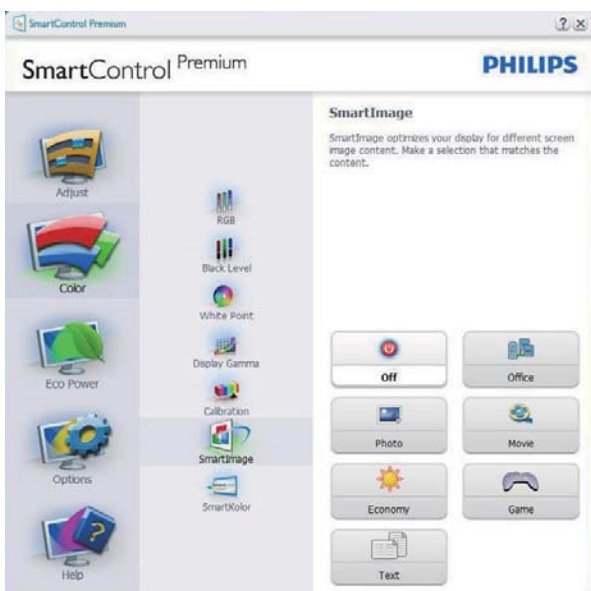 SmartControl Premium
SmartControl Premium
PHILIPS
Adjust
Color
Eco Power
Options
Help
RGB
Black Level
White Point
Display Gamma
Calibration
SmartImage
SmartKolor
SmartImage
SmartImage optimizes your display for different screen
image content. Make a selection that matches the
content.
Off
Office
Photo
Movie
Economy
Game
Text